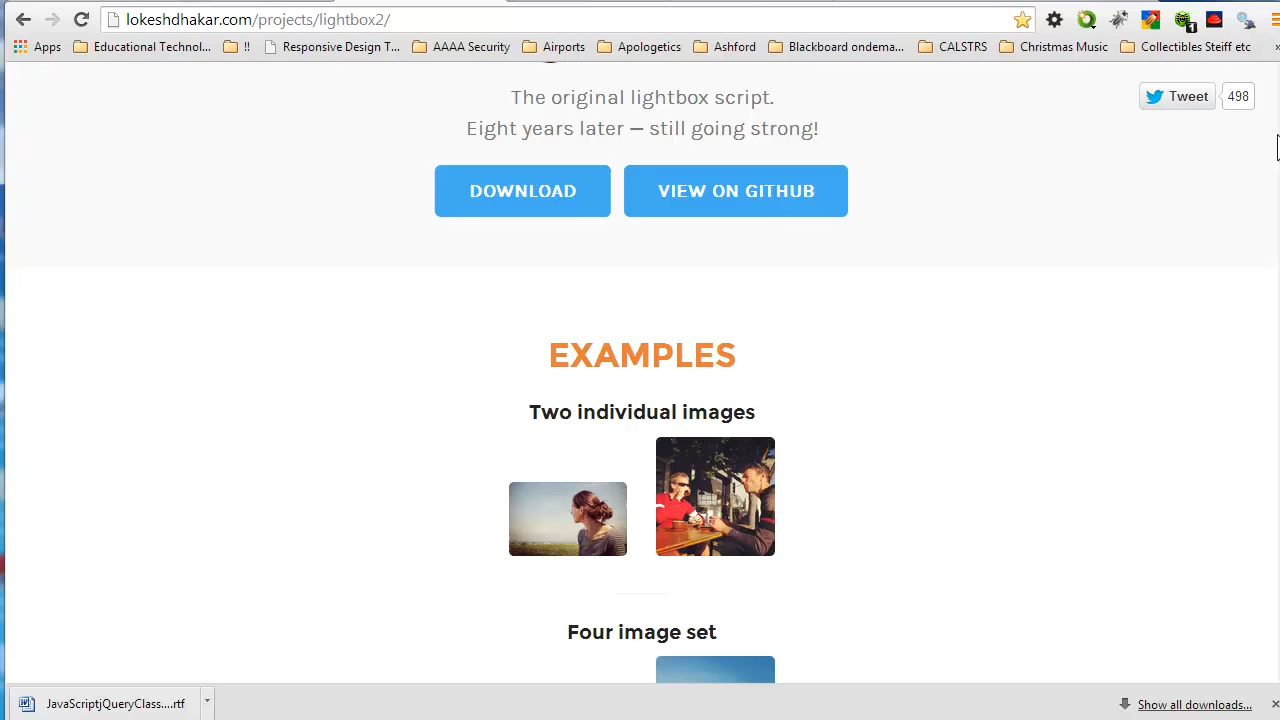 lokeshdhakar.com/projects/lightbox2/
Apps Educational Technol... !! Responsive Design T... AAAA Security Airports Apologetics Ashford Blackboard ondema... CALSTRS Christmas Music Collectibles Steiff etc »
The original lightbox script.
Tweet 498
Eight years later — still going strong!
DOWNLOAD VIEW ON GITHUB
EXAMPLES
Two individual images
Four image set
JavaScriptjQueryClass....rtf Show all downloads...